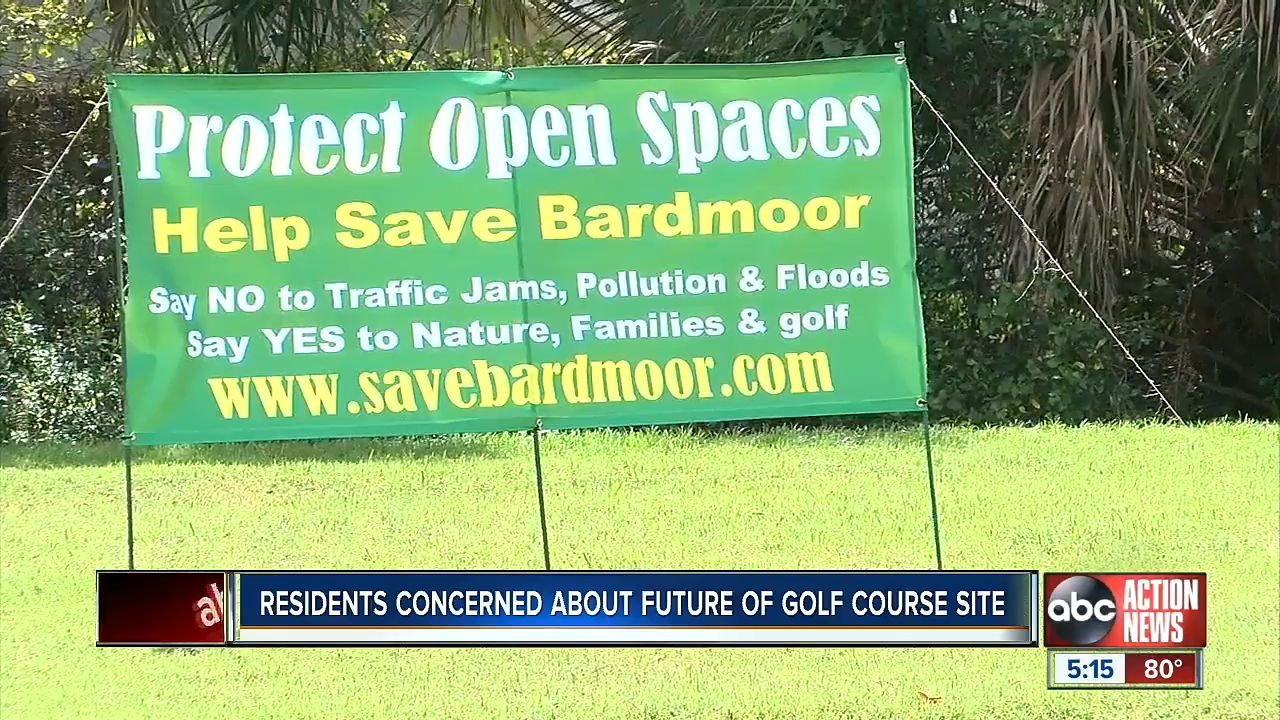 Protect Open Spaces
Help Save Bardmoor
Say NO to Traffic Jams, Pollution & Floods
Say YES to Nature, Families & golf
www.savebardmoor.com
RESIDENTS CONCERNED ABOUT FUTURE OF GOLF COURSE SITE
abc ACTION
NEWS
5:15 80°